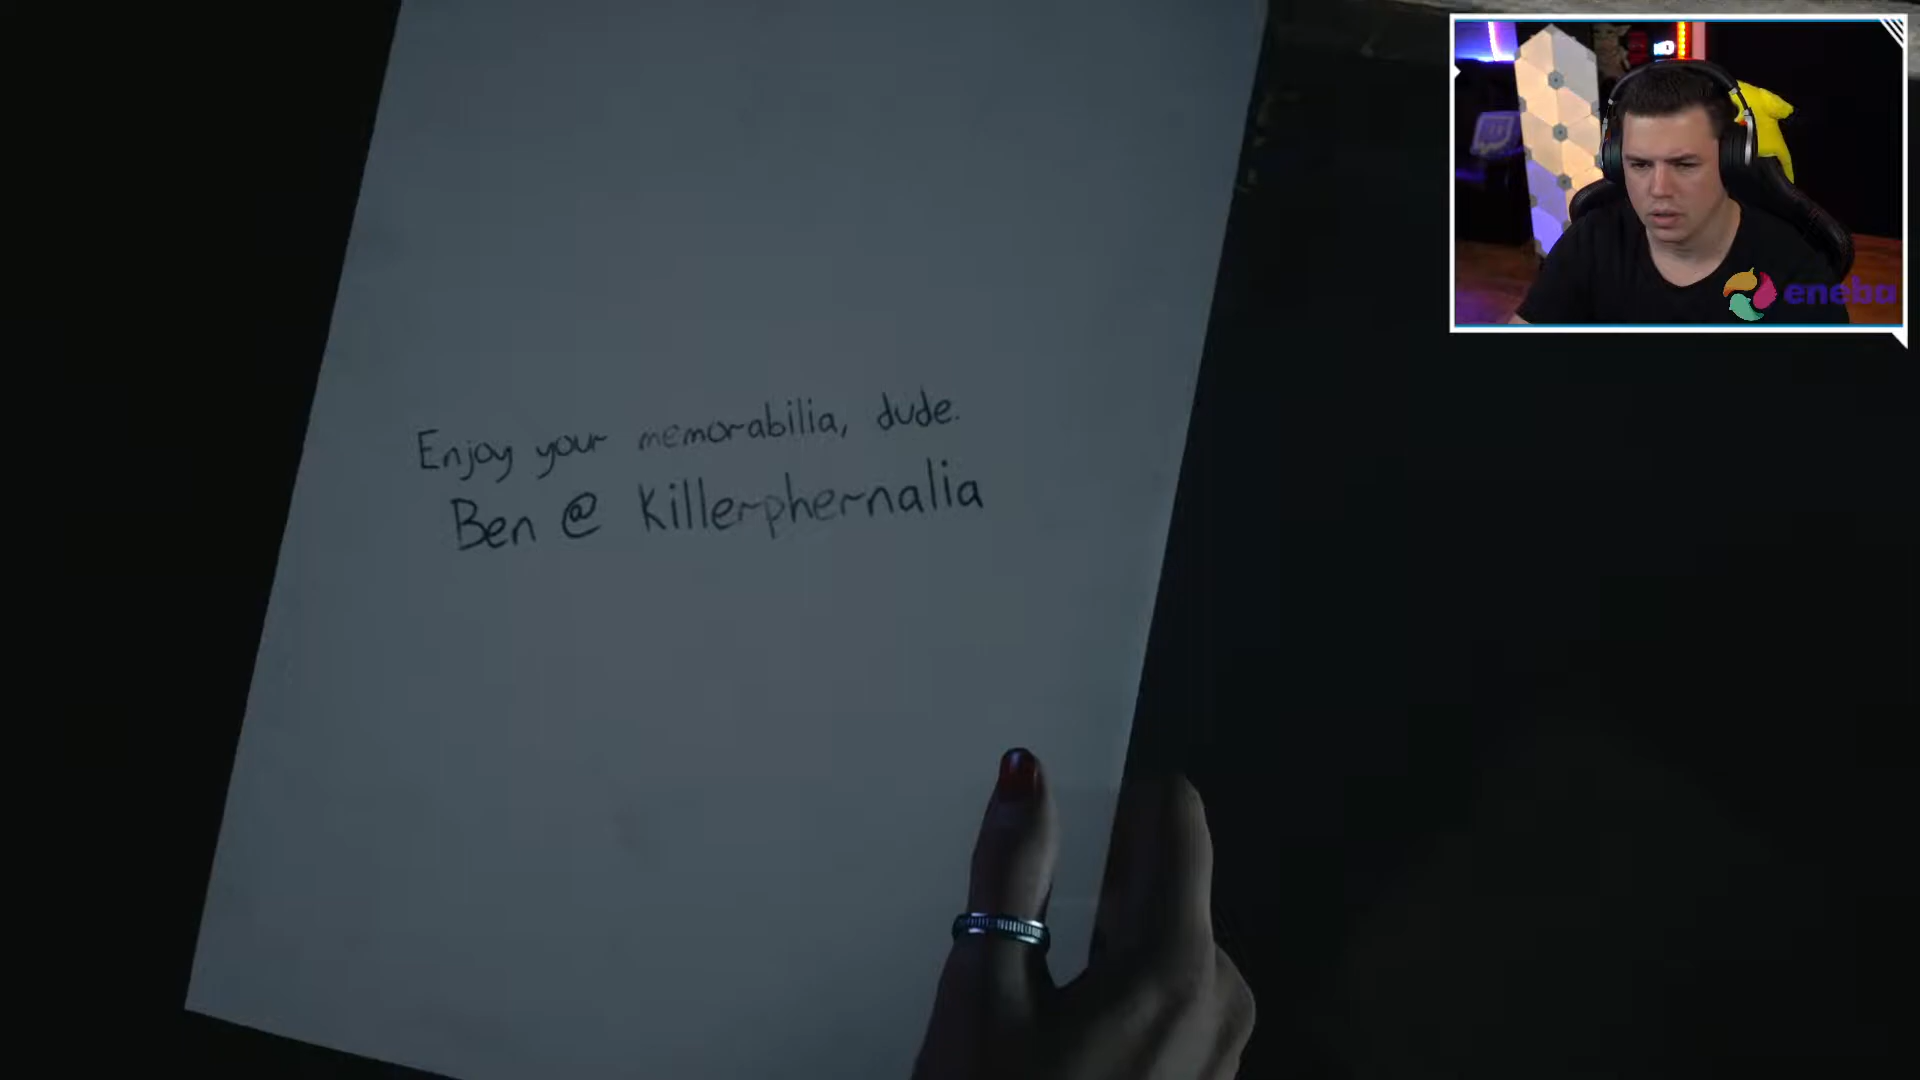 Enjoy your memorabilia, dude.
Ben @ Killerphernalia
eneba